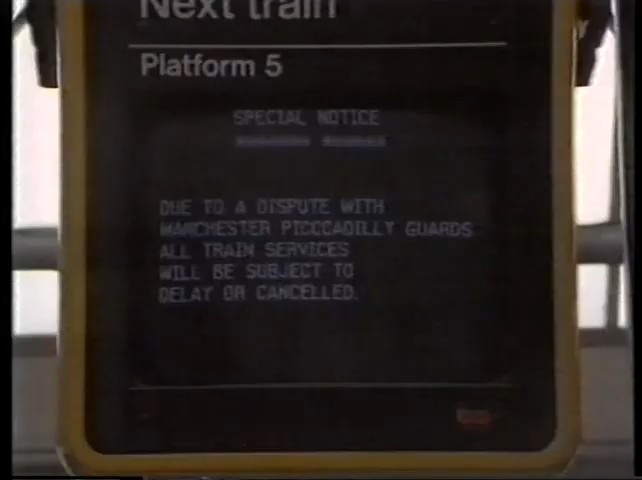 Next train
Platform 5
SPECIAL NOTICE
DUE TO A DISPUTE WITH
MANCHESTER PICCCADILLY GUARDS
ALL TRAIN SERVICES
WILL BE SUBJECT TO
DELAY OR CANCELLED.